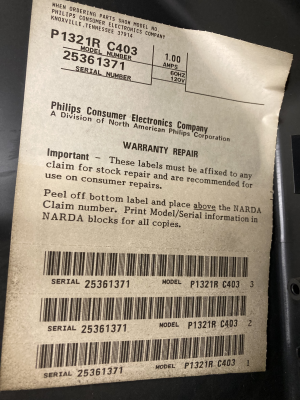 WHEN ORDERING PARTS SHOW MODEL NO.
PHILIPS CONSUMER ELECTRONICS COMPANY
KNOXVILLE, TENNESSEE 37914
P1321R C403
MODEL NUMBER
25361371
SERIAL NUMBER
1.00
AMPS
60HZ
120V
Philips Consumer Electronics Company
A Division of North American Philips Corporation
WARRANTY REPAIR
Important – These labels must be affixed to any
claim for stock repair and are recommended for
use on consumer repairs.
Peel off bottom label and place above the NARDA
Claim number. Print Model/Serial information in
NARDA blocks for all copies.
SERIAL 25361371 MODEL P1321R C403 3
SERIAL 25361371 MODEL P1321R C403 2
SERIAL 25361371 MODEL P1321R C403 1